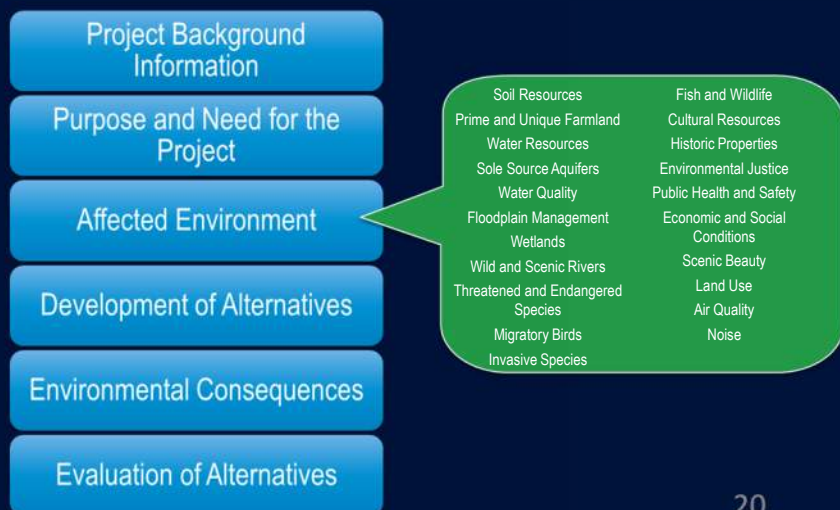 Project Background
Information
Purpose and Need for the
Project
Affected Environment
Development of Alternatives
Environmental Consequences
Evaluation of Alternatives
Soil Resources
Prime and Unique Farmland
Water Resources
Sole Source Aquifers
Water Quality
Floodplain Management
Wetlands
Wild and Scenic Rivers
Threatened and Endangered
Species
Migratory Birds
Invasive Species
Fish and Wildlife
Cultural Resources
Historic Properties
Environmental Justice
Public Health and Safety
Economic and Social
Conditions
Scenic Beauty
Land Use
Air Quality
Noise
20